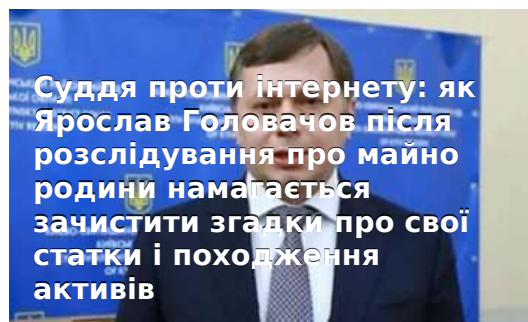 Суддя проти інтернету: як
Ярослав Головачов після
розслідування про майно
родини намагається
зачистити згадки про свої
статки і походження
активів